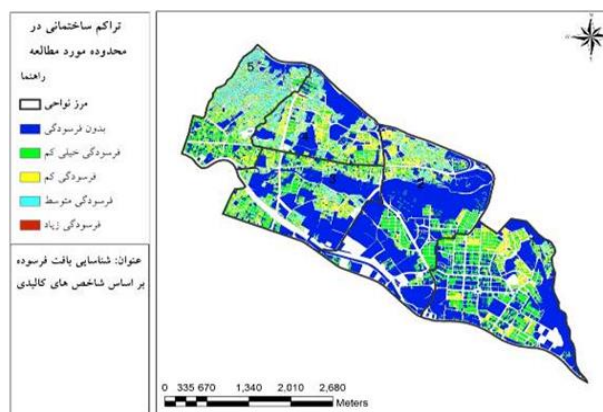 تراکم ساختمانی در
محدوده مورد مطالعه
راهنما
مرز نواحی
بدون فرسودگی
فرسودگی خیلی کم
فرسودگی کم
فرسودگی متوسط
فرسودگی زیاد
عنوان: شناسایی بافت فرسوده
بر اساس شاخص های کالبدی
5
0 335 670 1,340 2,010 2,680
Meters